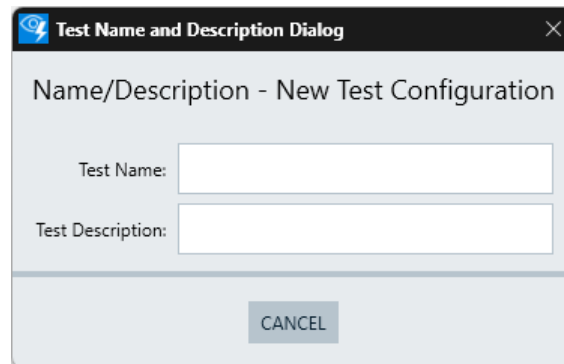 Test Name and Description Dialog
Name/Description - New Test Configuration
Test Name:
Test Description:
CANCEL